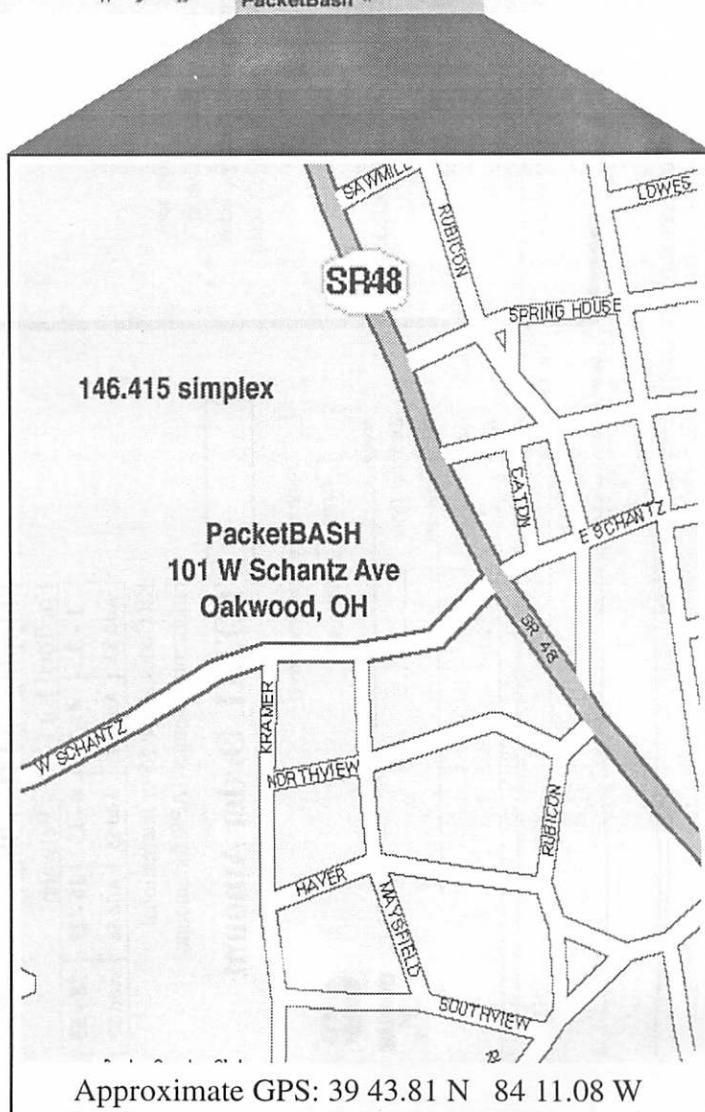 PacketBash
SAWMILL
LOWES
RUBICON
SR48
SPRING HOUSE
146.415 simplex
CATON
E SCHANTZ
PacketBASH
101 W Schantz Ave
Oakwood, OH
SR 48
KRAMER
W SCHANTZ
NORTHVIEW
RUBICON
HAVER
MAYSFIELD
SOUTHVIEW
Approximate GPS: 39 43.81 N 84 11.08 W